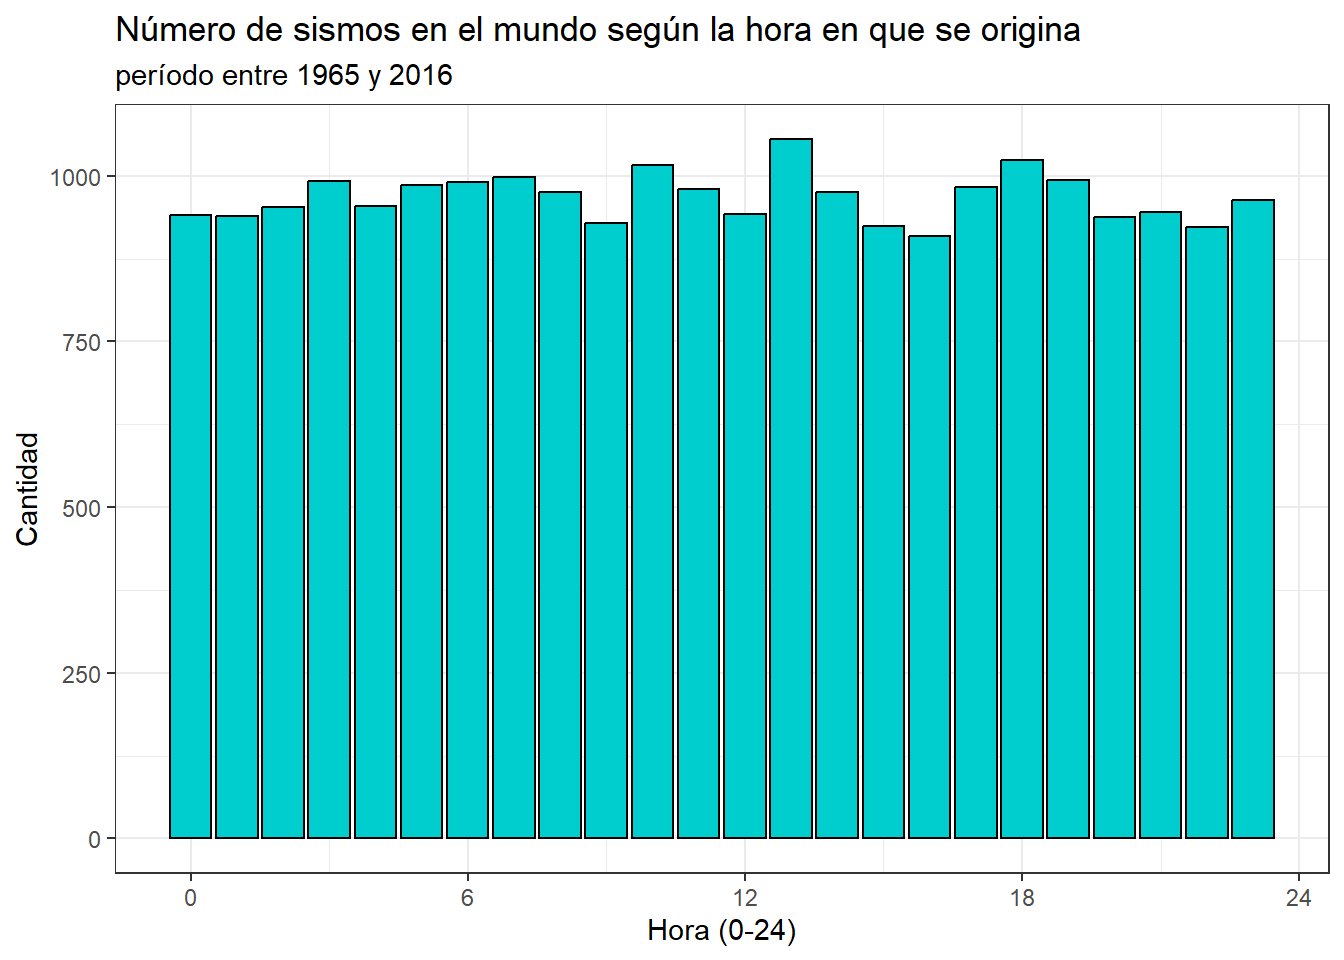 Número de sismos en el mundo según la hora en que se origina
período entre 1965 y 2016
1000
750
500
250
0
Cantidad
0 6 12 18 24
Hora (0-24)